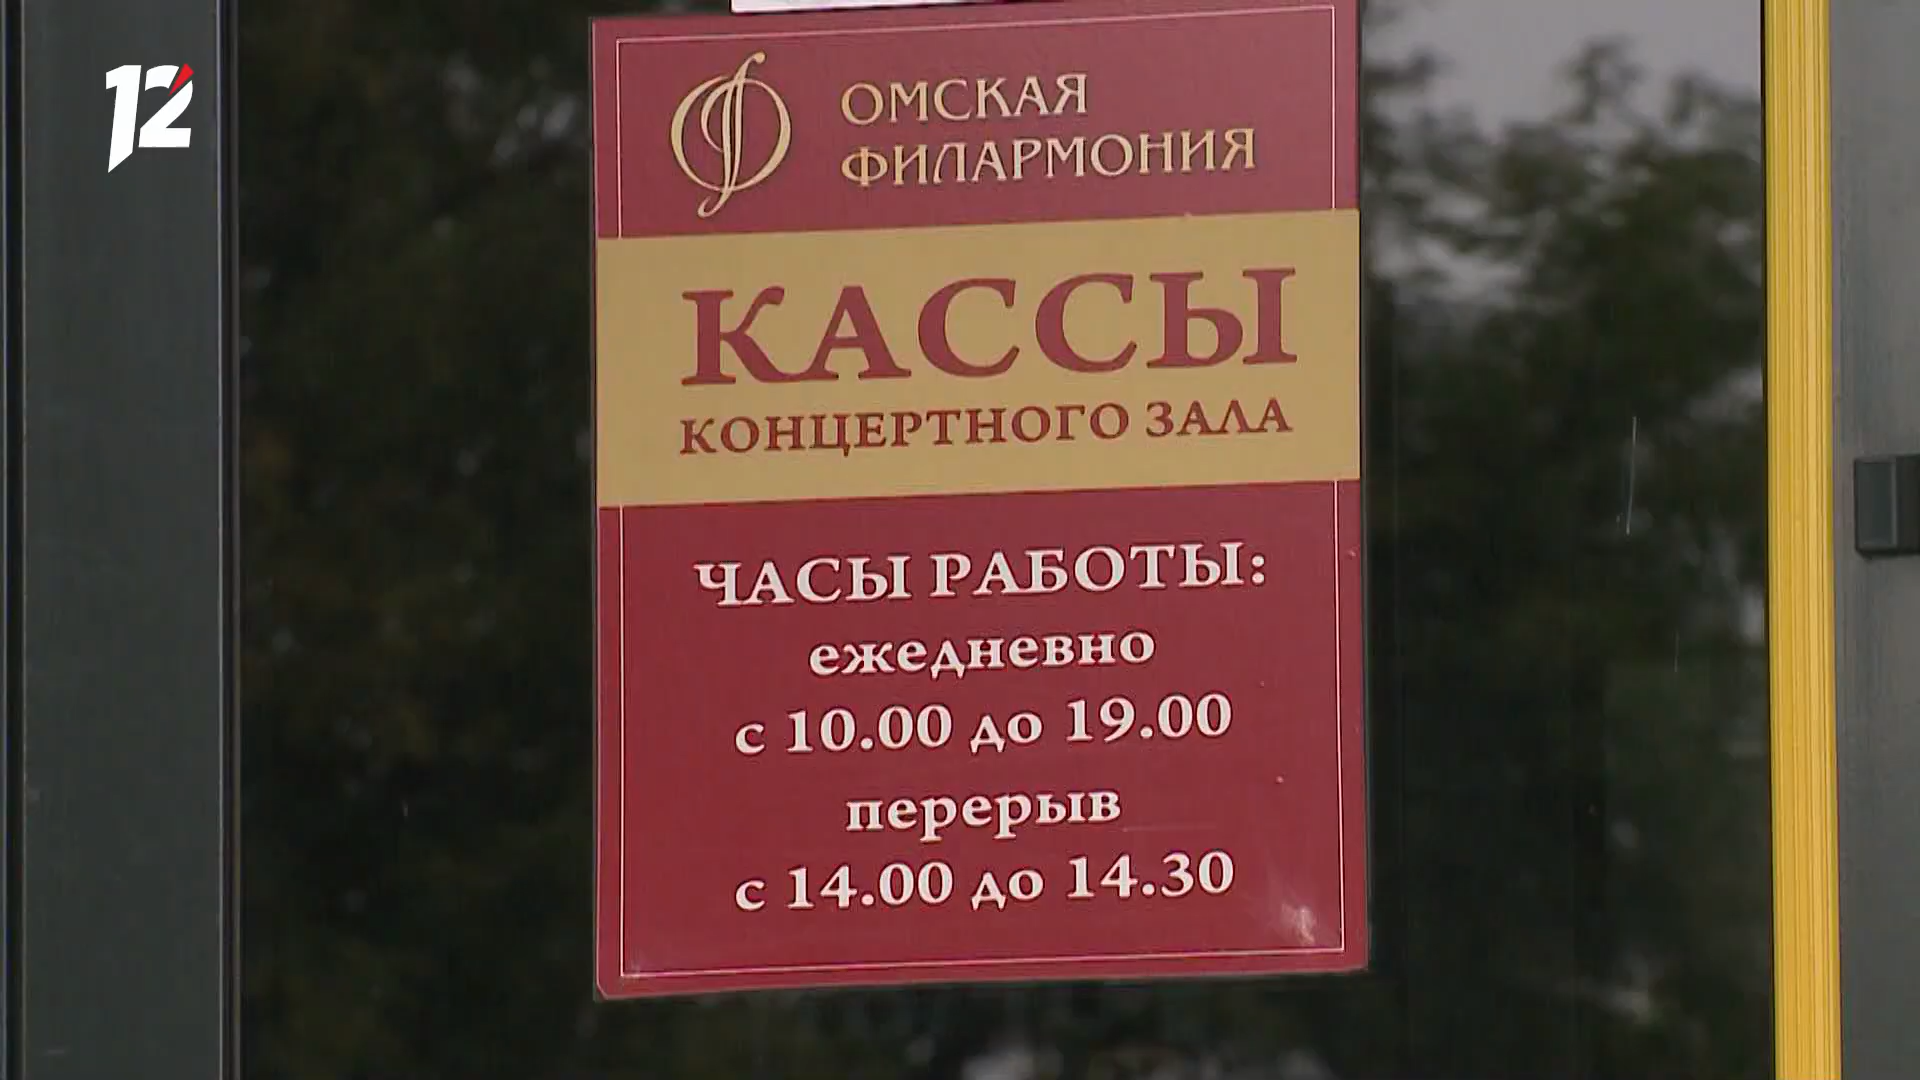 12
ОМСКАЯ
ФИЛАРМОНИЯ
КАССЫ
КОНЦЕРТНОГО ЗАЛА
ЧАСЫ РАБОТЫ:
ежедневно
с 10.00 до 19.00
перерыв
с 14.00 до 14.30